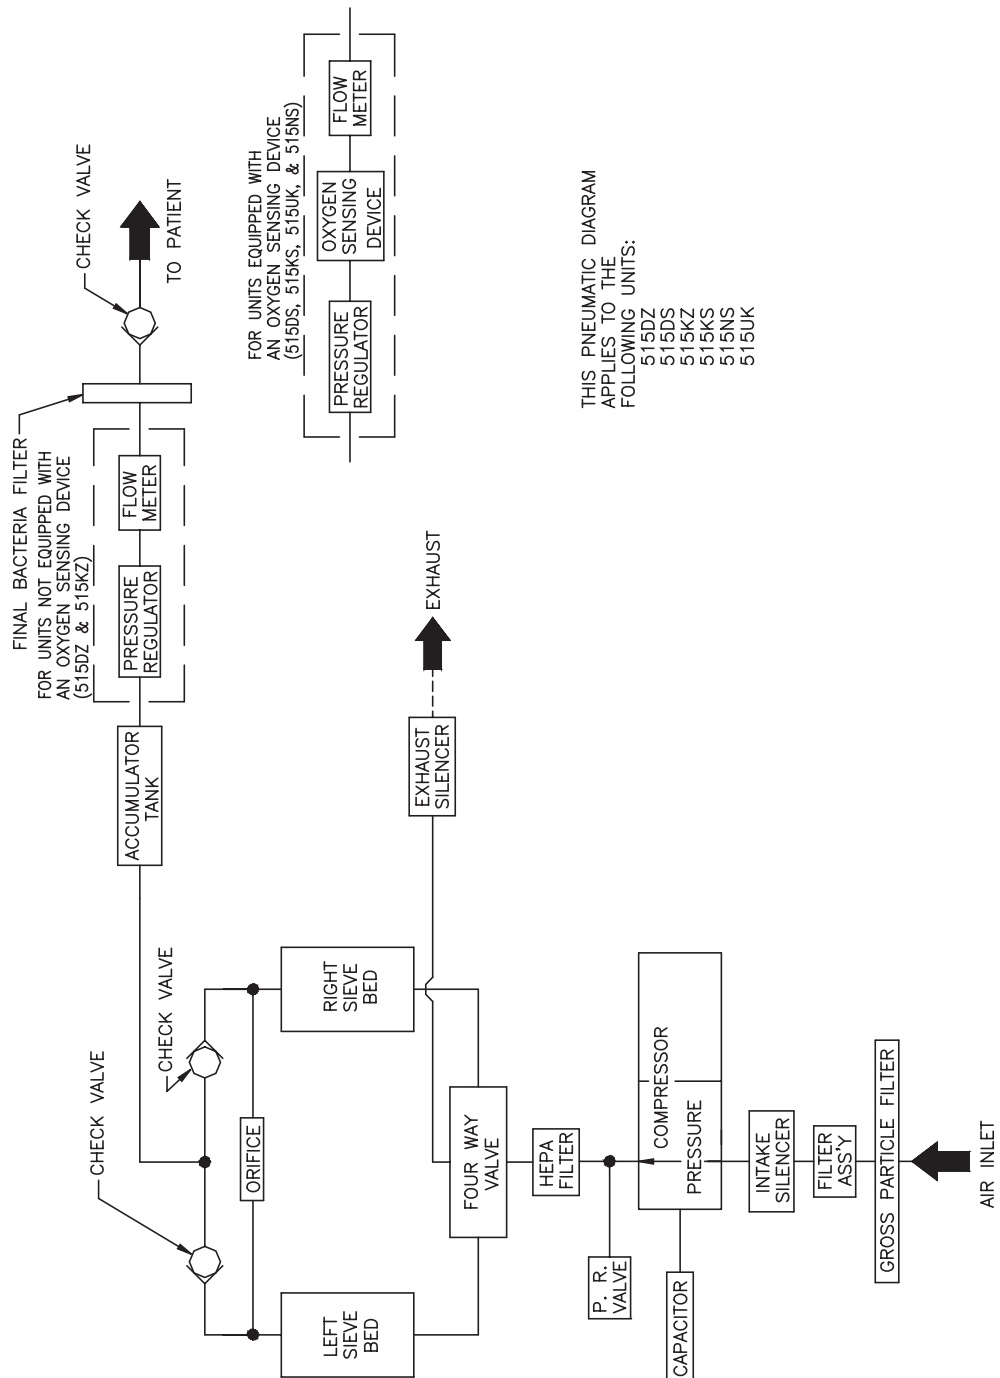 FINAL BACTERIA FILTER
FOR UNITS NOT EQUIPPED WITH
AN OXYGEN SENSING DEVICE
(515DZ & 515KZ)
CHECK VALVE
TO PATIENT
ACCUMULATOR
TANK
PRESSURE
REGULATOR
FLOW
METER
FOR UNITS EQUIPPED WITH
AN OXYGEN SENSING DEVICE
(515DS, 515KS, 515UK, & 515NS)
PRESSURE
REGULATOR
OXYGEN
SENSING
DEVICE
FLOW
METER
CHECK VALVE
CHECK VALVE
ORIFICE
LEFT
SIEVE
BED
RIGHT
SIEVE
BED
EXHAUST
SILENCER
EXHAUST
FOUR WAY
VALVE
HEPA
FILTER
P. R.
VALVE
COMPRESSOR
PRESSURE
CAPACITOR
INTAKE
SILENCER
FILTER
ASS'Y
GROSS PARTICLE FILTER
AIR INLET
THIS PNEUMATIC DIAGRAM
APPLIES TO THE
FOLLOWING UNITS:
515DZ
515DS
515KZ
515KS
515NS
515UK